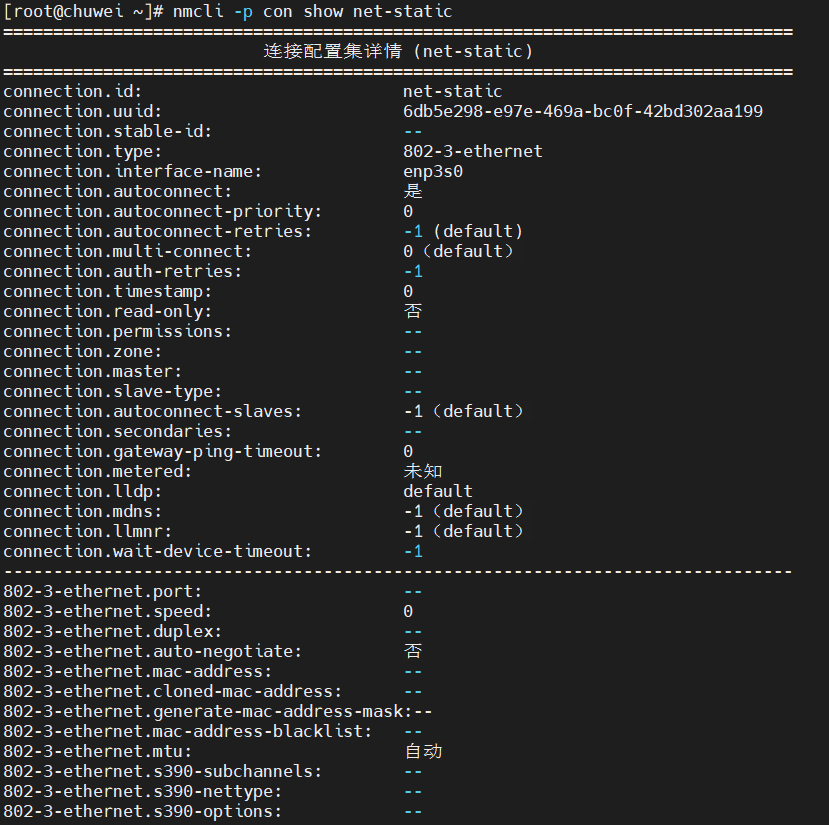 [root@chuwei ~]# nmcli -p con show net-static
===============================================================================
连接配置集详情 (net-static)
===============================================================================
connection.id: net-static
connection.uuid: 6db5e298-e97e-469a-bc0f-42bd302aa199
connection.stable-id: --
connection.type: 802-3-ethernet
connection.interface-name: enp3s0
connection.autoconnect: 是
connection.autoconnect-priority: 0
connection.autoconnect-retries: -1 (default)
connection.multi-connect: 0（default）
connection.auth-retries: -1
connection.timestamp: 0
connection.read-only: 否
connection.permissions: --
connection.zone: --
connection.master: --
connection.slave-type: --
connection.autoconnect-slaves: -1（default）
connection.secondaries: --
connection.gateway-ping-timeout: 0
connection.metered: 未知
connection.lldp: default
connection.mdns: -1（default）
connection.llmnr: -1（default）
connection.wait-device-timeout: -1
-------------------------------------------------------------------------------
802-3-ethernet.port: --
802-3-ethernet.speed: 0
802-3-ethernet.duplex: --
802-3-ethernet.auto-negotiate: 否
802-3-ethernet.mac-address: --
802-3-ethernet.cloned-mac-address: --
802-3-ethernet.generate-mac-address-mask:--
802-3-ethernet.mac-address-blacklist: --
802-3-ethernet.mtu: 自动
802-3-ethernet.s390-subchannels: --
802-3-ethernet.s390-nettype: --
802-3-ethernet.s390-options: --